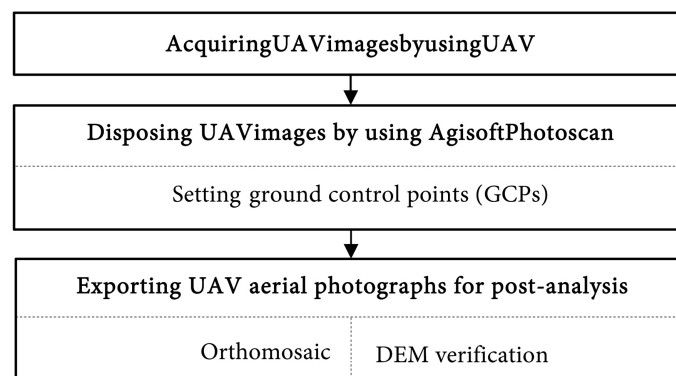 AcquiringUAVimagesbyusingUAV
Disposing UAVimages by using AgisoftPhotoscan
Setting ground control points (GCPs)
Exporting UAV aerial photographs for post-analysis
Orthomosaic
DEM verification